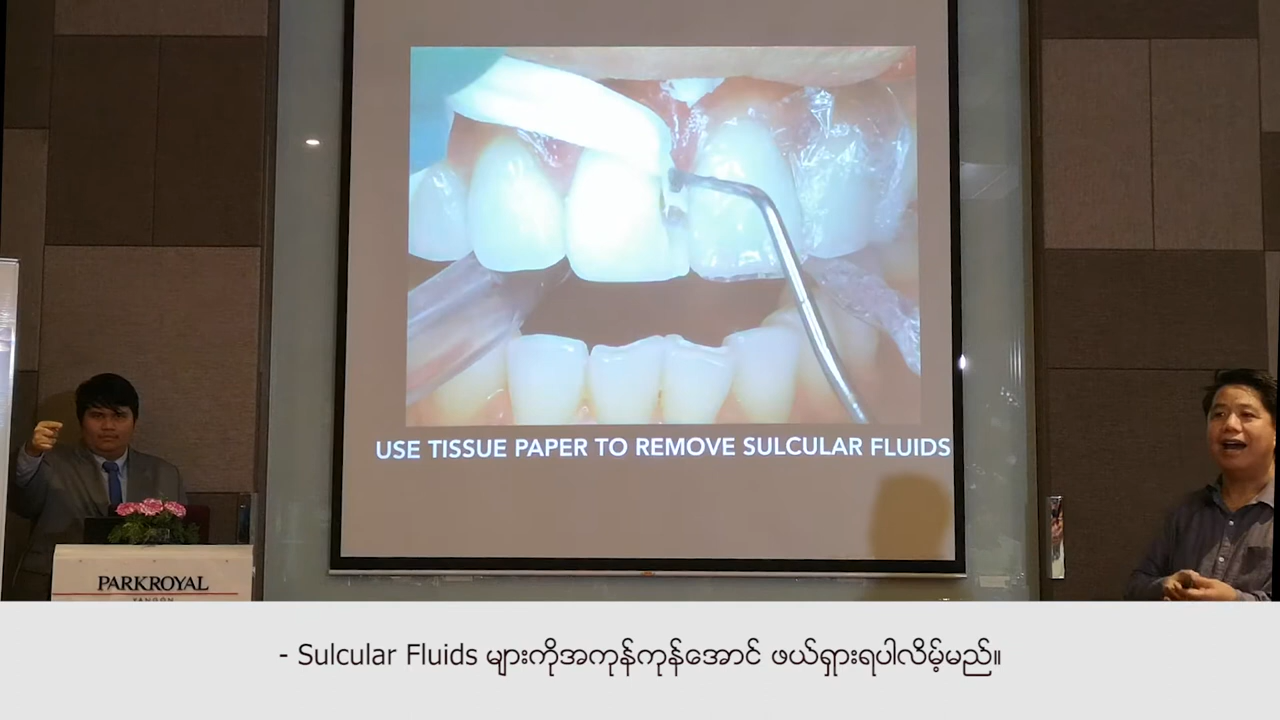 USE TISSUE PAPER TO REMOVE SULCULAR FLUIDS
PARKROYAL
YANGON
- Sulcular Fluids များကိုအကုန်ကုန်အောင် ဖယ်ရှားရပါလိမ့်မည်။